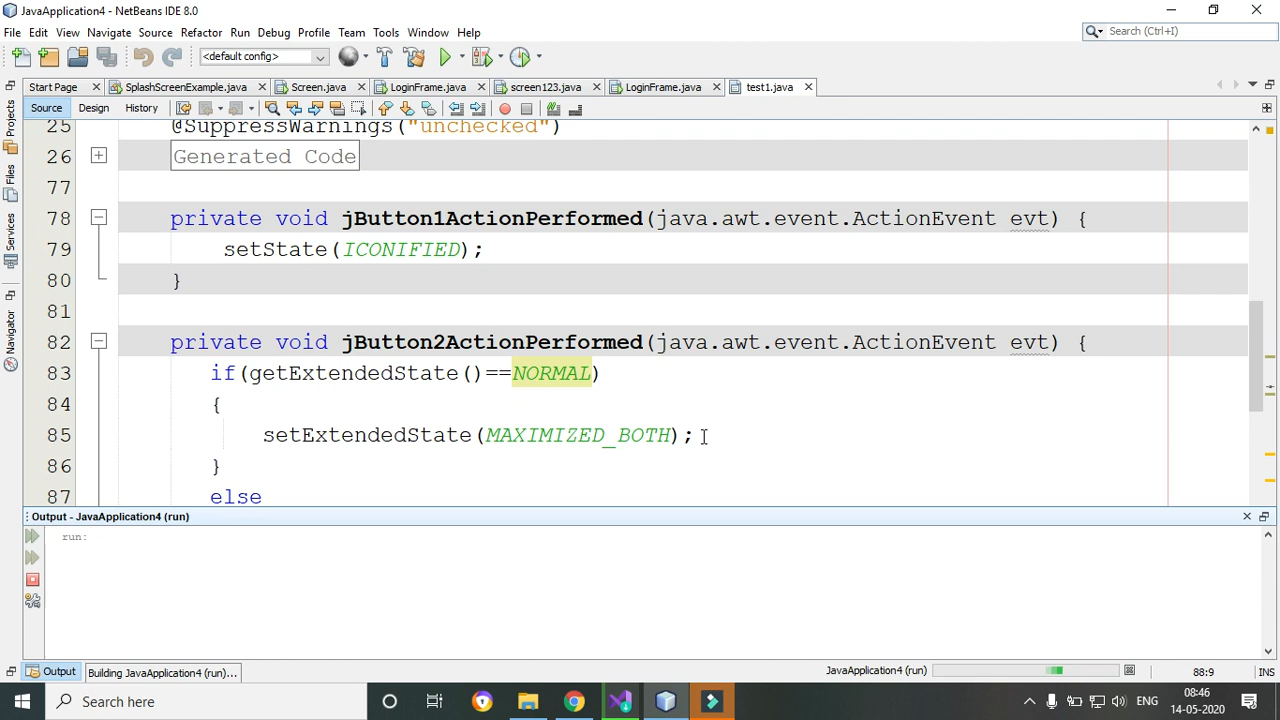 JavaApplication4 - NetBeans IDE 8.0
File Edit View Navigate Source Refactor Run Debug Profile Team Tools Window Help
Search (Ctrl+I)
<default config>
Start Page SplashScreenExample.java Screen.java LoginFrame.java screen123.java LoginFrame.java test1.java
Source Design History
25 @SuppressWarnings("unchecked")
26 Generated Code
77
78 private void jButton1ActionPerformed(java.awt.event.ActionEvent evt) {
79 setState(ICONIFIED);
80 }
81
82 private void jButton2ActionPerformed(java.awt.event.ActionEvent evt) {
83 if(getExtendedState()==NORMAL)
84 {
85 setExtendedState(MAXIMIZED_BOTH);
86 }
87 else
Projects
Files
Services
Navigator
Output - JavaApplication4 (run)
run:
Output Building JavaApplication4 (run)... JavaApplication4 (run) 88:9 INS
Search here ENG 08:46
14-05-2020